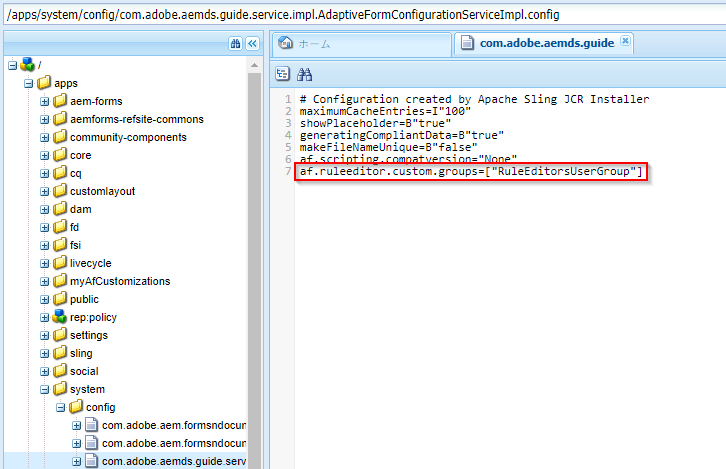 /apps/system/config/com.adobe.aemds.guide.service.impl.AdaptiveFormConfigurationServiceImpl.config
/
apps
aem-forms
aemforms-refsite-commons
community-components
core
cq
customlayout
dam
fd
fsi
livecycle
myAfCustomizations
public
rep:policy
settings
sling
social
system
config
com.adobe.aem.formsndocun
com.adobe.aem.formsndocun
com.adobe.aemds.guide.serv
ホーム
com.adobe.aemds.guide
1 # Configuration created by Apache Sling JCR Installer
2 maximumCacheEntries=I"100"
3 showPlaceholder=B"true"
4 generatingCompliantData=B"true"
5 makeFileNameUnique=B"false"
6 af.scripting.compatversion="None"
7 af.ruleeditor.custom.groups=["RuleEditorsUserGroup"]